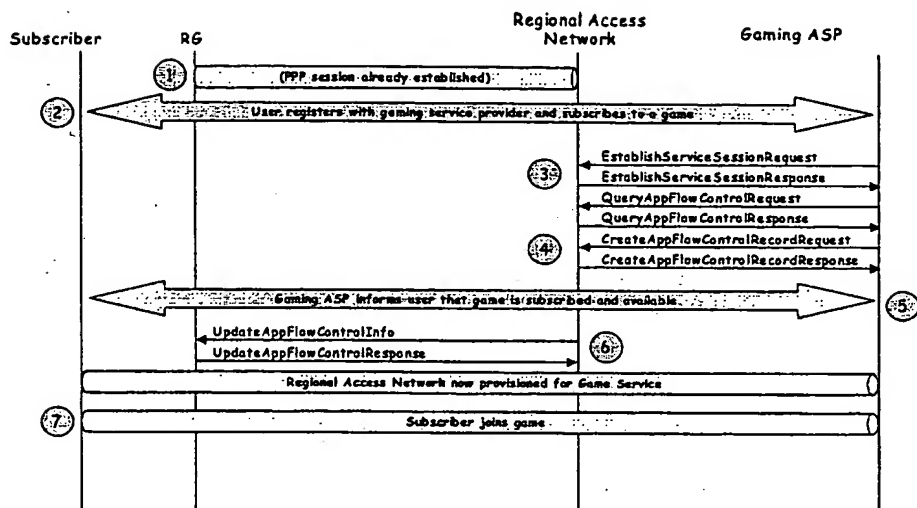 Subscriber
RG
Regional Access
Network
Gaming ASP
1
(PPP session already established)
2
User registers with gaming service provider and subscribes to a game
EstablishServiceSessionRequest
3
EstablishServiceSessionResponse
QueryAppFlowControlRequest
QueryAppFlowControlResponse
4
CreateAppFlowControlRecordRequest
CreateAppFlowControlRecordResponse
Gaming ASP informs user that game is subscribed and available.
5
UpdateAppFlowControlInfo
6
UpdateAppFlowControlResponse
Regional Access Network now provisioned for Game Service
7
Subscriber joins game